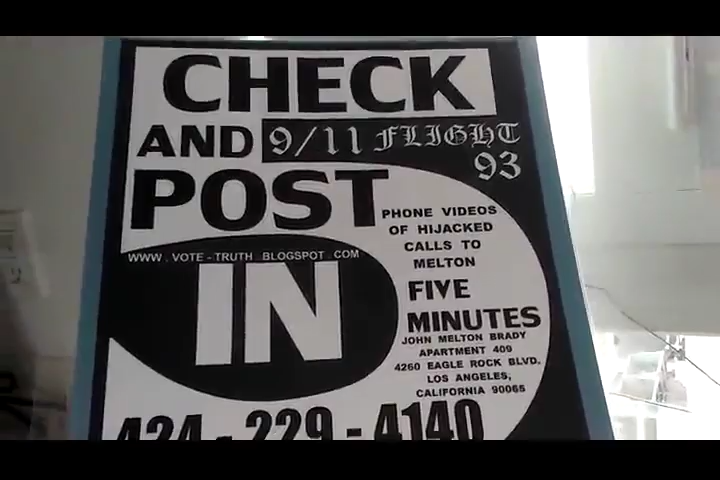 CHECK
AND 9/11 FLIGHT
93
POST
PHONE VIDEOS
OF HIJACKED
CALLS TO
MELTON
WWW . VOTE - TRUTH BLOGSPOT . COM
IN
FIVE
MINUTES
JOHN MELTON BRADY
APARTMENT 409
4260 EAGLE ROCK BLVD.
LOS ANGELES,
CALIFORNIA 90065
424 - 229 - 4140